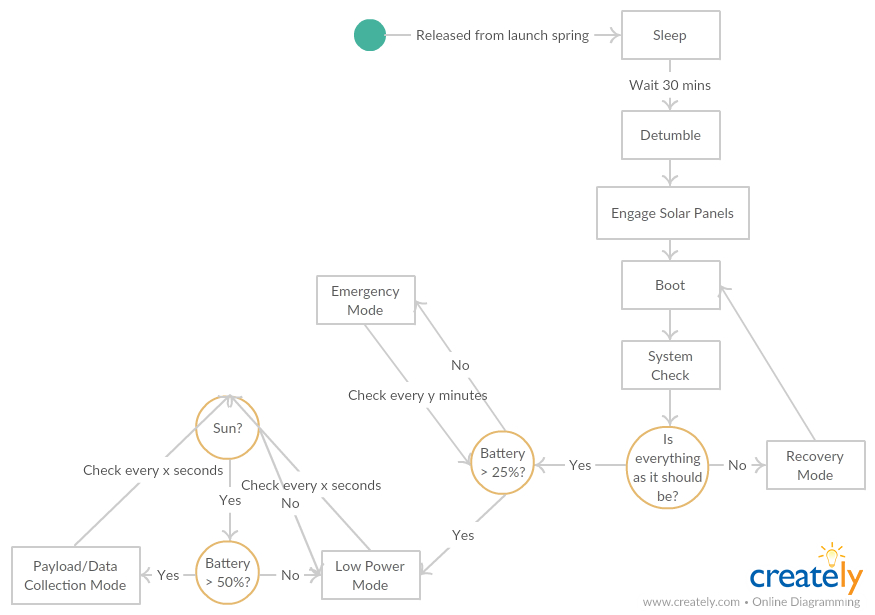 Released from launch spring
Sleep
Wait 30 mins
Detumble
Engage Solar Panels
Boot
System
Check
Is
everything
as it should
be?
No
Recovery
Mode
Yes
Battery
> 25%?
No
Emergency
Mode
Check every y minutes
Yes
Low Power
Mode
Check every x seconds
Sun?
No
Yes
Battery
> 50%?
No
Yes
Payload/Data
Collection Mode
Check every x seconds
creately
www.creately.com • Online Diagramming